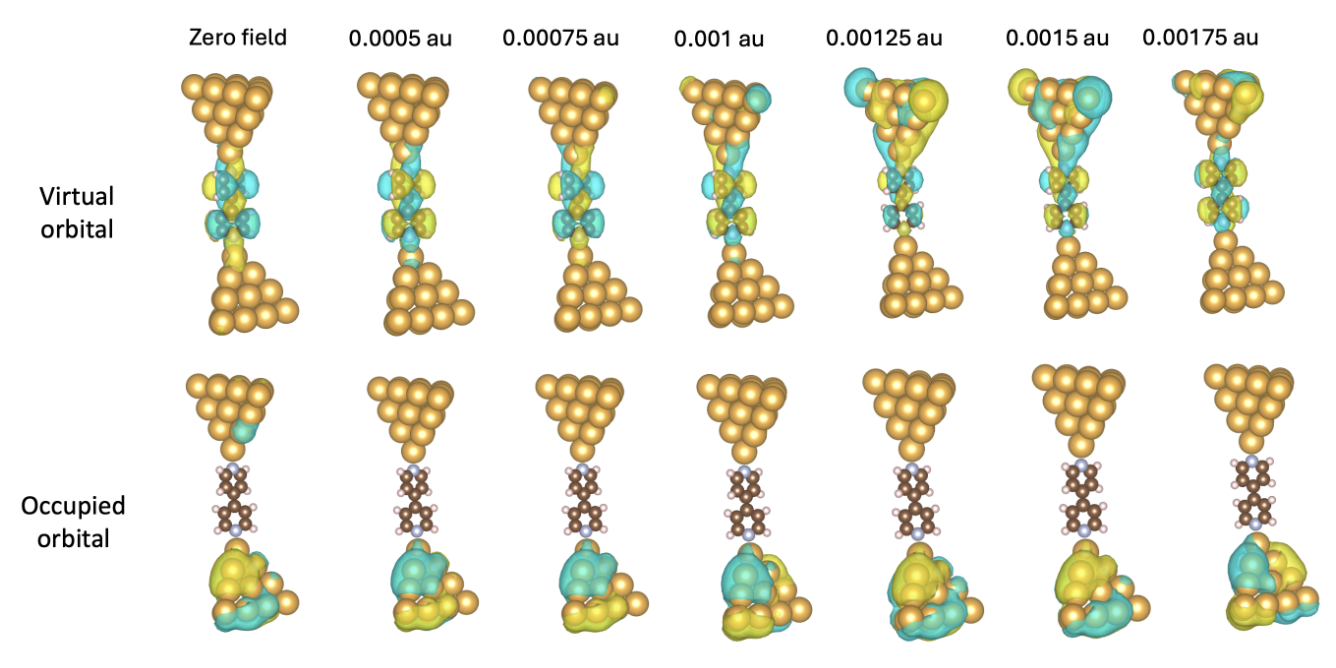 Zero field 0.0005 au 0.00075 au 0.001 au 0.00125 au 0.0015 au 0.00175 au
Virtual
orbital
Occupied
orbital